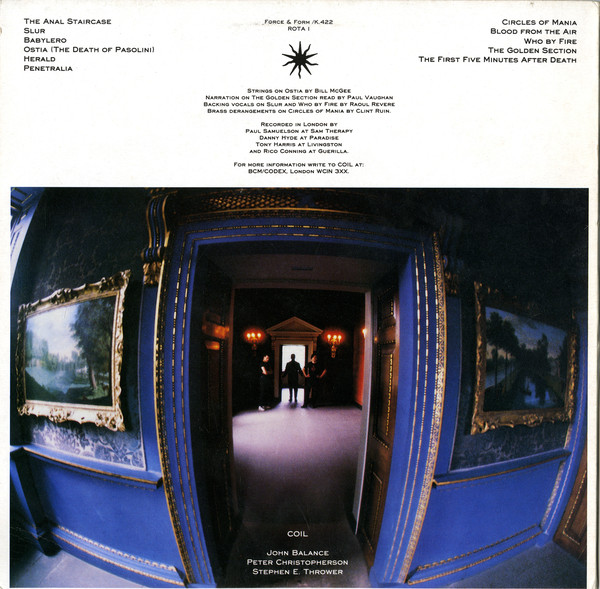 The Anal Staircase
Slur
Babylero
Ostia (The Death of Pasolini)
Herald
Penetralia
Force & Form /K.422
ROTA 1
Circles of Mania
Blood from the Air
Who by Fire
The Golden Section
The First Five Minutes After Death
Strings on Ostia by Bill McGee
Narration on The Golden Section read by Paul Vaughan
Backing vocals on Slur and Who by Fire by Raoul Revere
Brass derangements on Circles of Mania by Clint Ruin.
Recorded in London by
Paul Samuelson at Sam Therapy
Danny Hyde at Paradise
Tony Harris at Livingston
and Rico Conning at Guerilla.
For more information write to COIL at:
BCM/CODEX, London WC1N 3XX.
COIL
John Balance
Peter Christopherson
Stephen E. Thrower